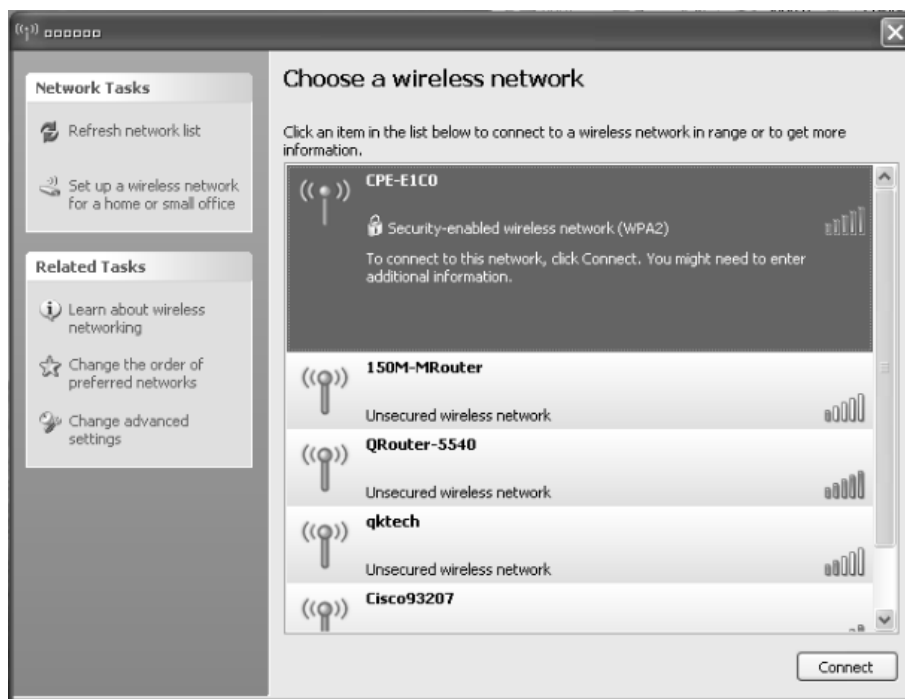 Network Tasks
Refresh network list
Set up a wireless network
for a home or small office
Related Tasks
Learn about wireless
networking
Change the order of
preferred networks
Change advanced
settings
Choose a wireless network
Click an item in the list below to connect to a wireless network in range or to get more
information.
CPE-E1C0
Security-enabled wireless network (WPA2)
To connect to this network, click Connect. You might need to enter
additional information.
150M-MRouter
Unsecured wireless network
QRouter-5540
Unsecured wireless network
qktech
Unsecured wireless network
Cisco93207
Connect